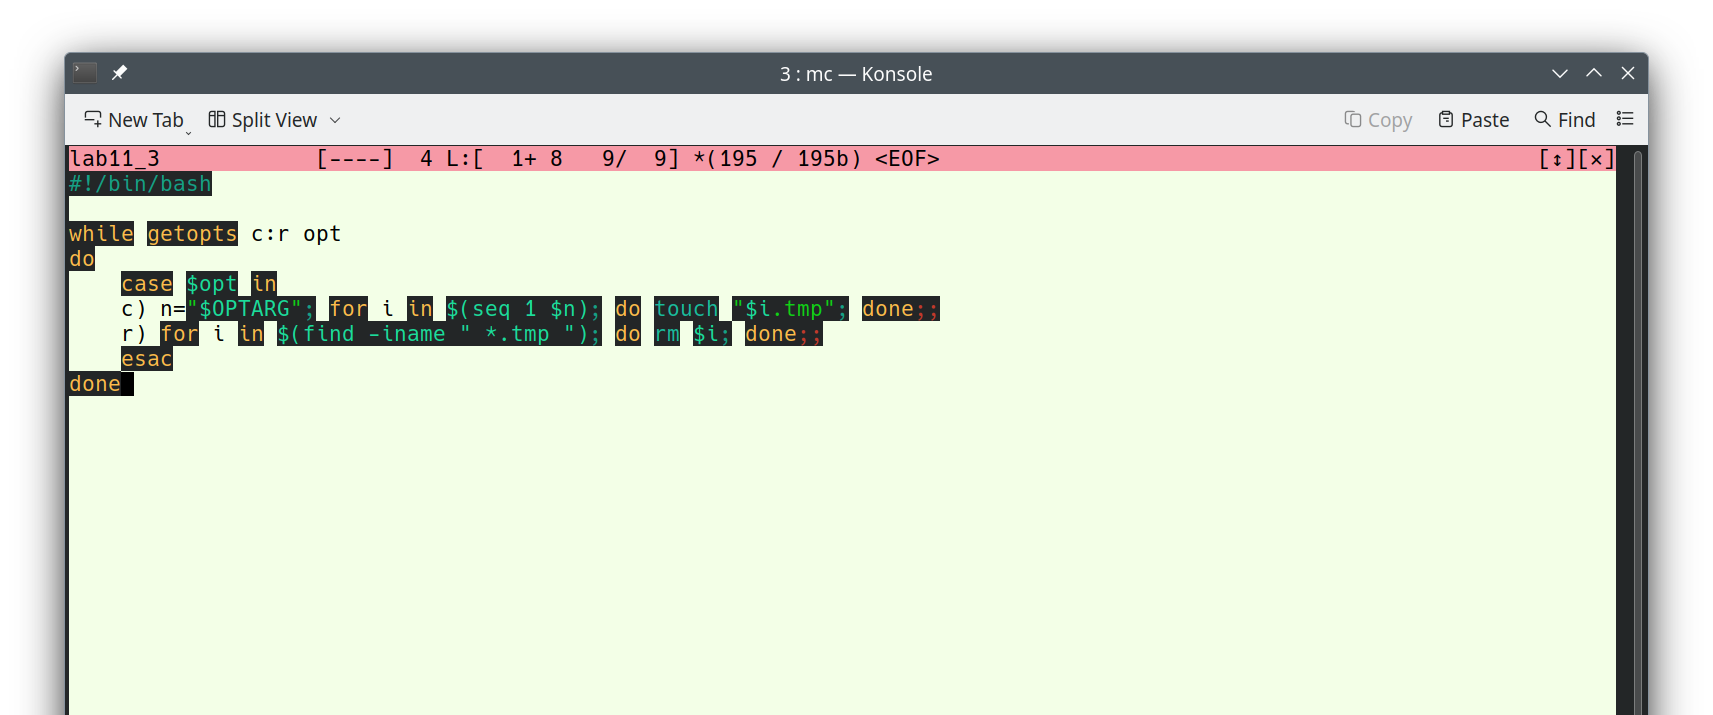 3 : mc — Konsole
New Tab Split View Copy Paste Find
lab11_3 [----] 4 L:[ 1+ 8 9/ 9] *(195 / 195b) <EOF> [↕][×]
#!/bin/bash
while getopts c:r opt
do
case $opt in
c) n="$OPTARG"; for i in $(seq 1 $n); do touch "$i.tmp"; done;;
r) for i in $(find -iname " *.tmp "); do rm $i; done;;
esac
done